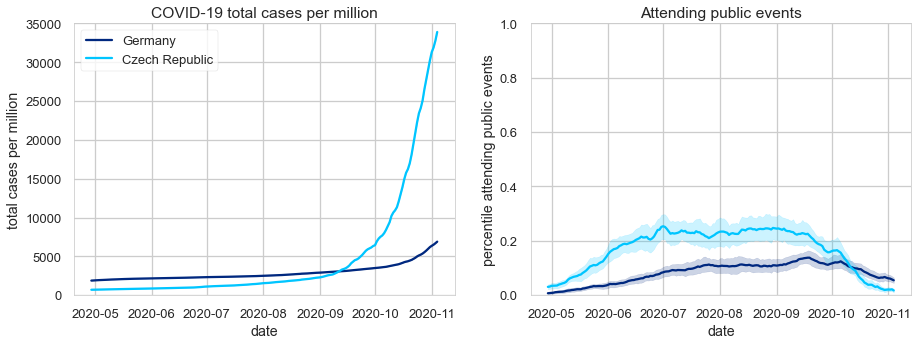 COVID-19 total cases per million
total cases per million
35000
30000
25000
20000
15000
10000
5000
0
Germany
Czech Republic
2020-05 2020-06 2020-07 2020-08 2020-09 2020-10 2020-11
date
Attending public events
percentile attending public events
1.0
0.8
0.6
0.4
0.2
0.0
2020-05 2020-06 2020-07 2020-08 2020-09 2020-10 2020-11
date